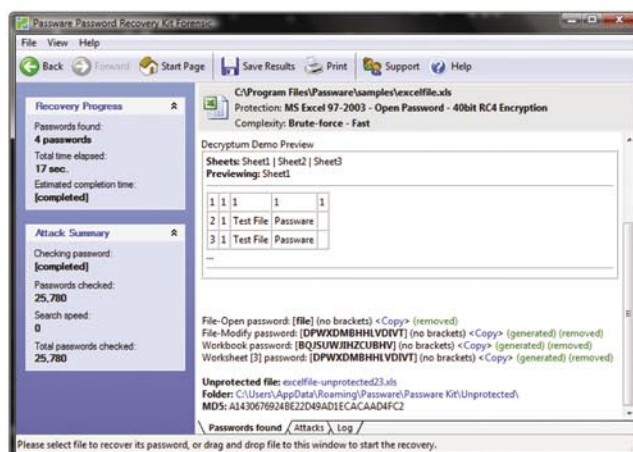 Passware Password Recovery Kit Forensic
File View Help
Back Forward Start Page Save Results Print Support Help
Recovery Progress
Passwords found:
4 passwords
Total time elapsed:
17 sec.
Estimated completion time:
[completed]
Attack Summary
Checking password:
[completed]
Passwords checked:
25,780
Search speed:
0
Total passwords checked:
25,780
C:\Program Files\Passware\samples\excelfile.xls
Protection: MS Excel 97-2003 - Open Password - 40bit RC4 Encryption
Complexity: Brute-force - Fast
Decryptum Demo Preview
Sheets: Sheet1 | Sheet2 | Sheet3
Previewing: Sheet1
1 1 1 1 1
2 1 Test File Passware
3 1 Test File Passware
...
File-Open password: [file] (no brackets) <Copy> (removed)
File-Modify password: [DPWXDMBHHLVDIVT] (no brackets) <Copy> (generated) (removed)
Workbook password: [BQJSUWJIHZCUBHV] (no brackets) <Copy> (generated) (removed)
Worksheet [3] password: [DPWXDMBHHLVDIVT] (no brackets) <Copy> (generated) (removed)
Unprotected file: excelfile-unprotected23.xls
Folder: C:\Users\AppData\Roaming\Passware\Passware Kit\Unprotected\
MD5: A1430676924BE22D49AD1ECACAAD4FC2
Passwords found Attacks Log
Please select file to recover its password, or drag and drop file to this window to start the recovery.